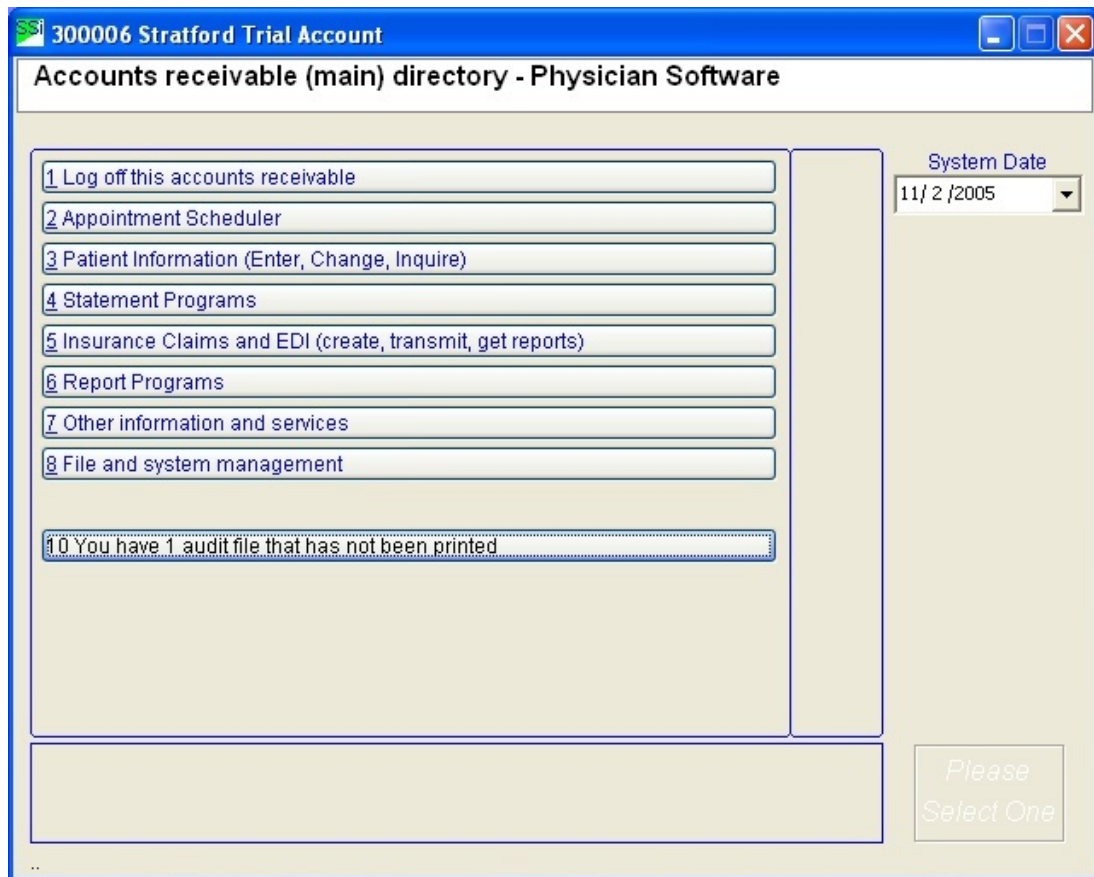 SSi 300006 Stratford Trial Account
Accounts receivable (main) directory - Physician Software
System Date
11/ 2 /2005
1 Log off this accounts receivable
2 Appointment Scheduler
3 Patient Information (Enter, Change, Inquire)
4 Statement Programs
5 Insurance Claims and EDI (create, transmit, get reports)
6 Report Programs
7 Other information and services
8 File and system management
10 You have 1 audit file that has not been printed
Please
Select One
..